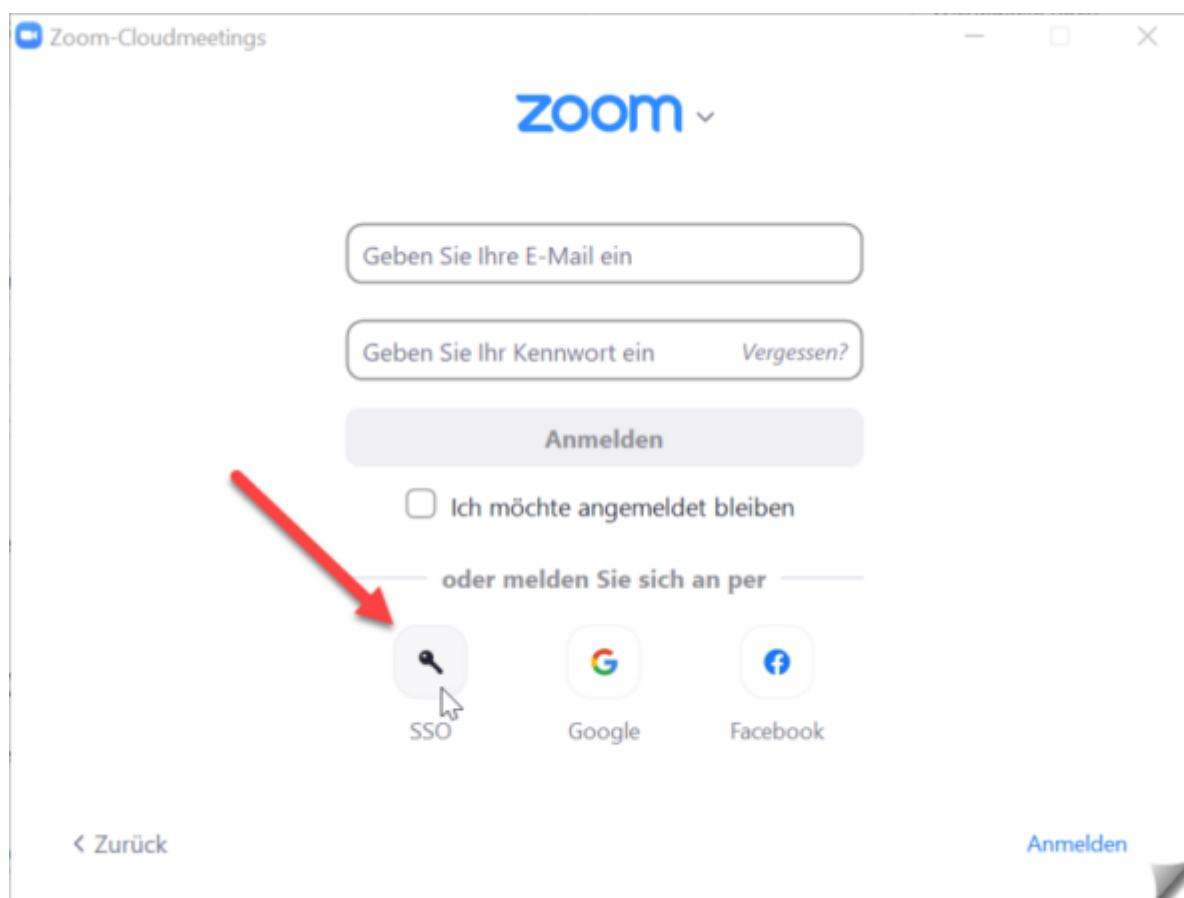 Zoom-Cloudmeetings
zoom
Geben Sie Ihre E-Mail ein
Geben Sie Ihr Kennwort ein Vergessen?
Anmelden
Ich möchte angemeldet bleiben
oder melden Sie sich an per
SSO Google Facebook
< Zurück Anmelden